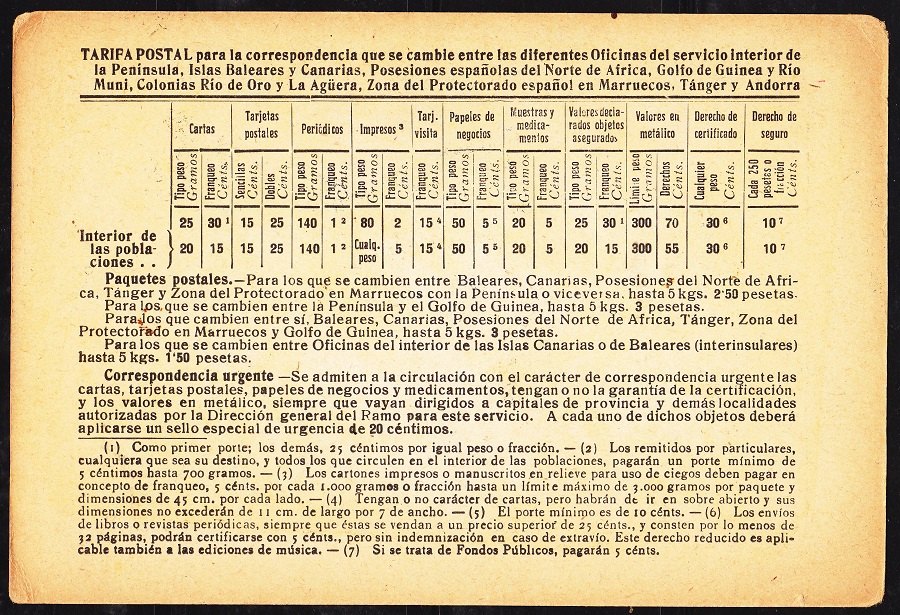 TARIFA POSTAL para la correspondencia que se cambie entre las diferentes Oficinas del servicio interior de
la Península, Islas Baleares y Canarias, Posesiones españolas del Norte de Africa, Golfo de Guinea y Río
Muni, Colonias Río de Oro y La Agüera, Zona del Protectorado español en Marruecos, Tánger y Andorra
Cartas Tarjetas postales Periódicos Impresos ³ Tarj. visita Papeles de negocios Muestras y medica-mentos Valores decla-rados objetos asegurados Valores en metálico Derecho de certificado Derecho de seguro
Tipo peso Gramos Franqueo Cénts. Sencillas Cénts. Dobles Cénts. Tipo peso Gramos Franqueo Cénts. Tipo peso Gramos Franqueo Cénts. Franqueo Cénts. Tipo peso Gramos Franqueo Cénts. Tipo peso Gramos Franqueo Cénts. Tipo peso Gramos Franqueo Cénts. Límite peso Gramos Derechos Cénts. Cualquier peso Cénts. Cada 250 pesetas o fracción Cénts.
25 30 ¹ 15 25 140 1 ² 80 2 15 ⁴ 50 5 ⁵ 20 5 25 30 ¹ 300 70 30 ⁶ 10 ⁷
Interior de las pobla-ciones . . 20 15 15 25 140 1 ² Cualq. peso 5 15 ⁴ 50 5 ⁵ 20 5 20 15 300 55 30 ⁶ 10 ⁷
Paquetes postales.—Para los que se cambien entre Baleares, Canarias, Posesiones del Norte de Afri-
ca, Tánger y Zona del Protectorado en Marruecos con la Península o viceversa, hasta 5 kgs. 2'50 pesetas.
Para los que se cambien entre la Península y el Golfo de Guinea, hasta 5 kgs. 3 pesetas.
Para los que cambien entre sí, Baleares, Canarias, Posesiones del Norte de Africa, Tánger, Zona del
Protectorado en Marruecos y Golfo de Guinea, hasta 5 kgs. 3 pesetas.
Para los que se cambien entre Oficinas del interior de las Islas Canarias o de Baleares (interinsulares)
hasta 5 kgs. 1'50 pesetas.
Correspondencia urgente —Se admiten a la circulación con el carácter de correspondencia urgente las
cartas, tarjetas postales, papeles de negocios y medicamentos, tengan o no la garantía de la certificación,
y los valores en metálico, siempre que vayan dirigidos a capitales de provincia y demás localidades
autorizadas por la Dirección general del Ramo para este servicio. A cada uno de dichos objetos deberá
aplicarse un sello especial de urgencia de 20 céntimos.
(1) Como primer porte; los demás, 25 céntimos por igual peso o fracción. — (2) Los remitidos por particulares,
cualquiera que sea su destino, y todos los que circulen en el interior de las poblaciones, pagarán un porte mínimo de
5 céntimos hasta 700 gramos. — (3) Los cartones impresos o manuscritos en relieve para uso de ciegos deben pagar en
concepto de franqueo, 5 cénts. por cada 1.000 gramos o fracción hasta un límite máximo de 3.000 gramos por paquete y
dimensiones de 45 cm. por cada lado. — (4) Tengan o no carácter de cartas, pero habrán de ir en sobre abierto y sus
dimensiones no excederán de 11 cm. de largo por 7 de ancho. — (5) El porte mínimo es de 10 cénts. — (6) Los envíos
de libros o revistas periódicas, siempre que éstas se vendan a un precio superior de 25 cénts., y consten por lo menos de
32 páginas, podrán certificarse con 5 cénts., pero sin indemnización en caso de extravío. Este derecho reducido es apli-
cable también a las ediciones de música. — (7) Si se trata de Fondos Públicos, pagarán 5 cénts.